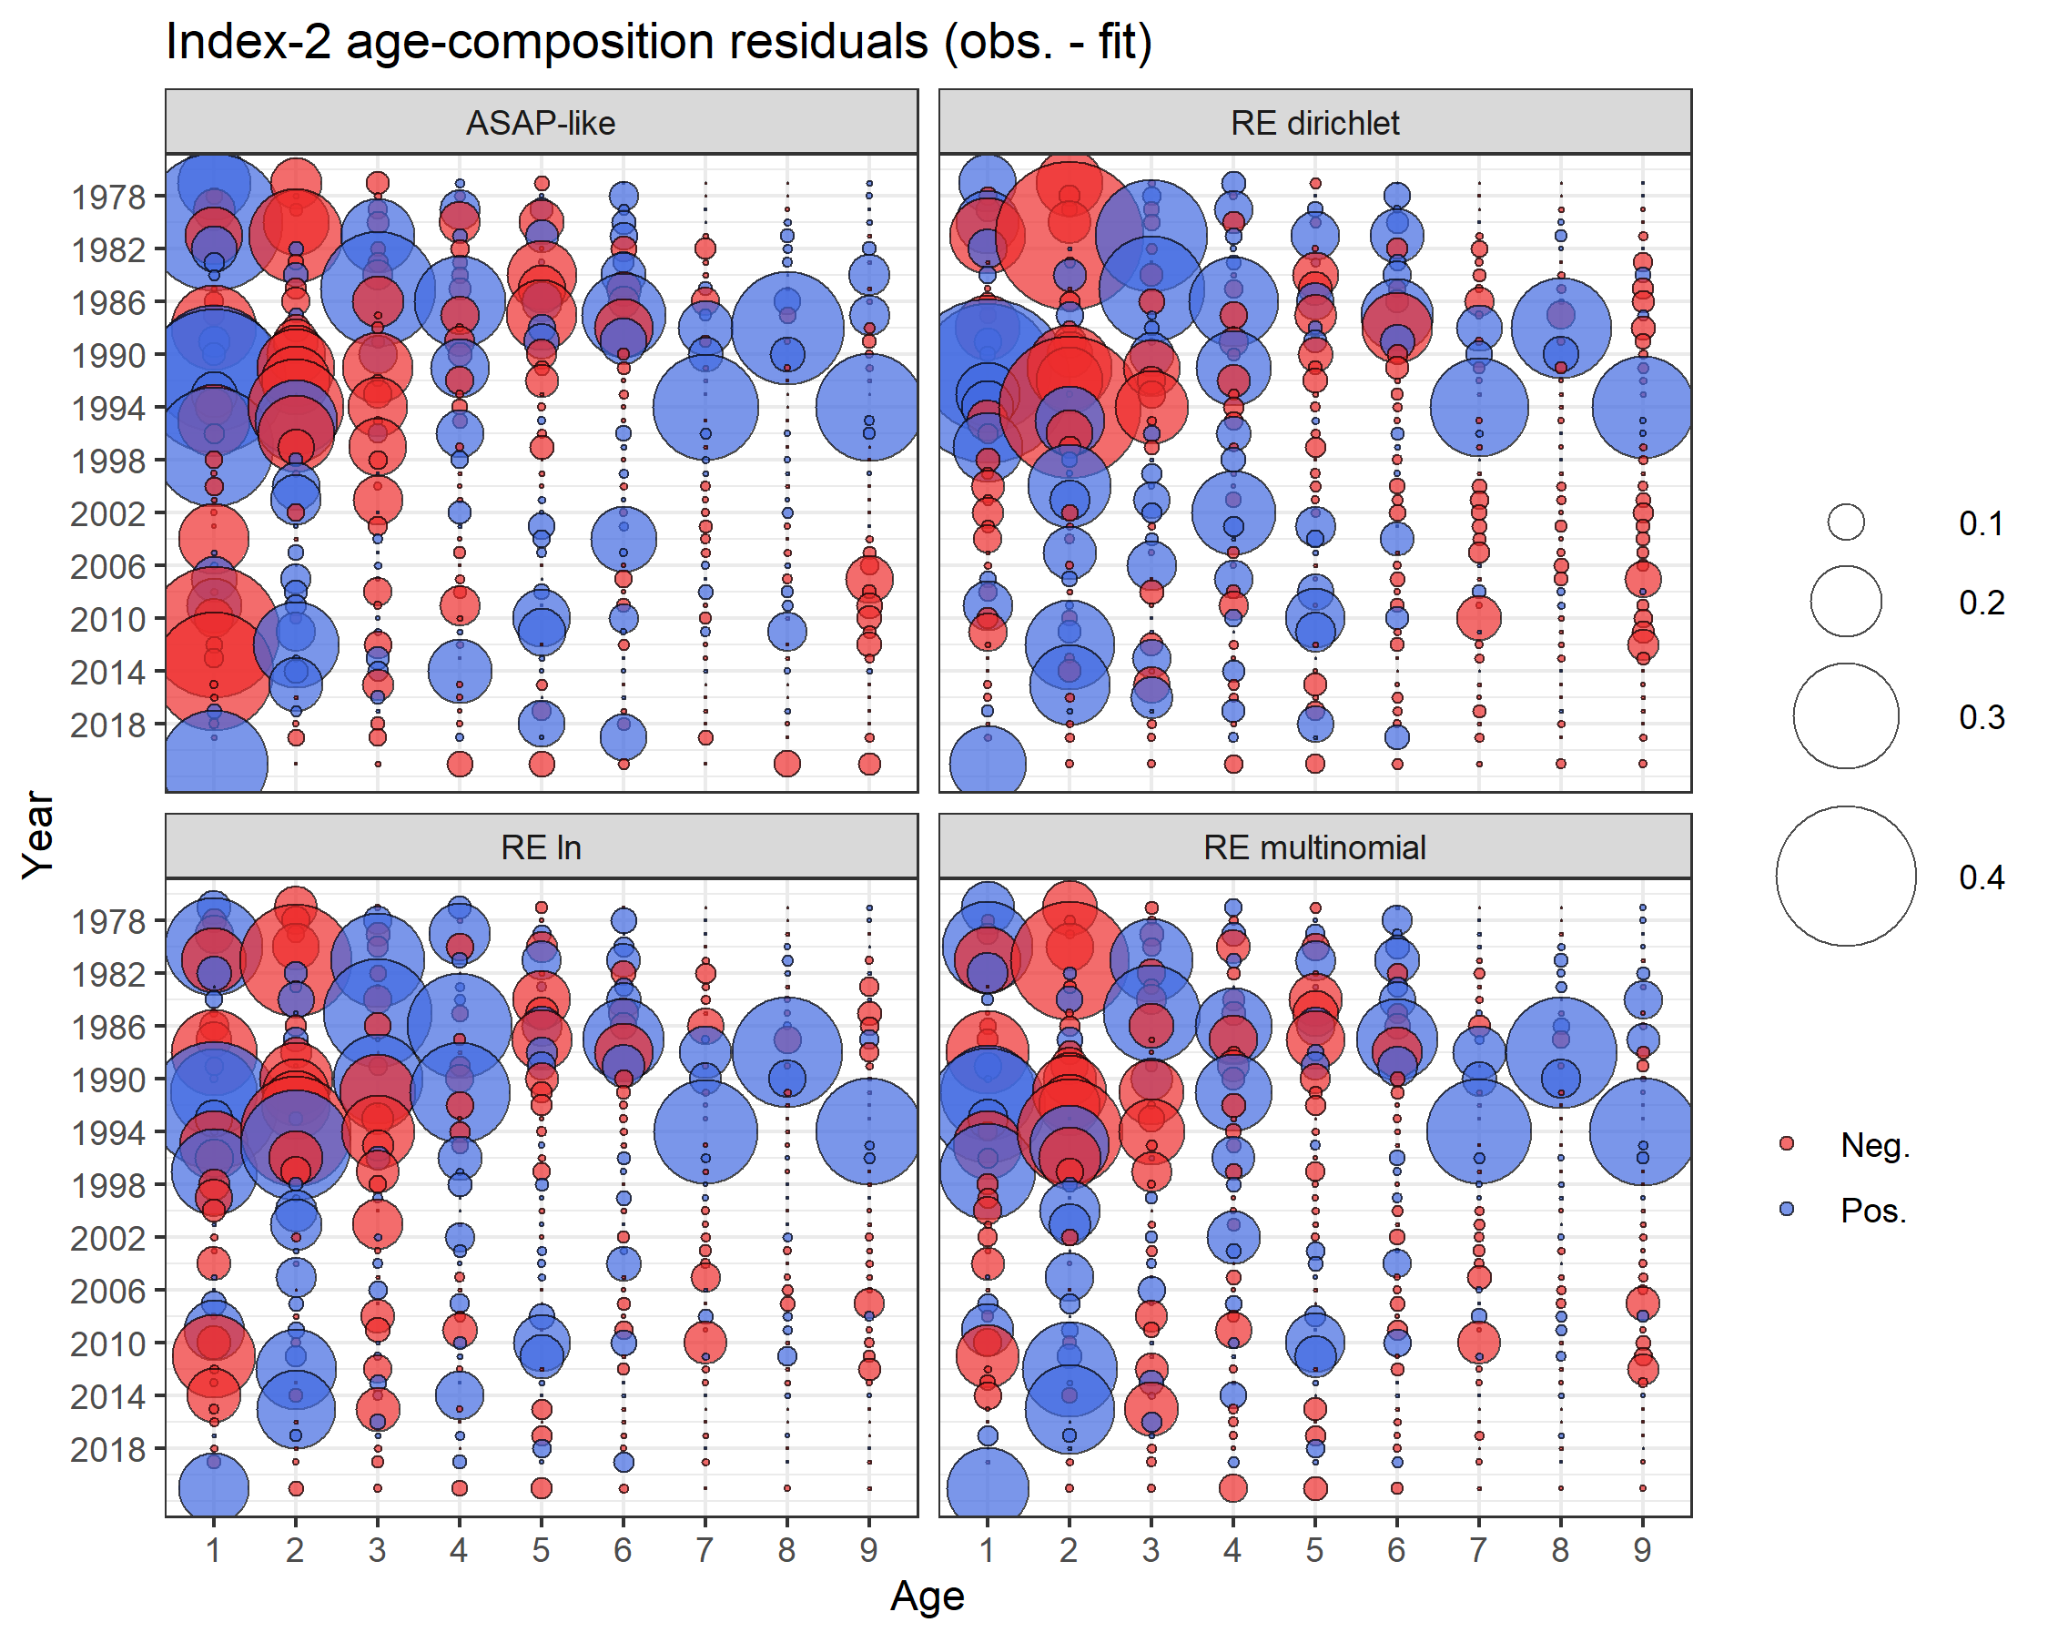 Index-2 age-composition residuals (obs. - fit)
ASAP-like
RE dirichlet
1978
1982
1986
1990
1994
1998
2002
2006
2010
2014
2018
RE ln
RE multinomial
1978
1982
1986
1990
1994
1998
2002
2006
2010
2014
2018
1 2 3 4 5 6 7 8 9
1 2 3 4 5 6 7 8 9
Age
Year
0.1
0.2
0.3
0.4
Neg.
Pos.